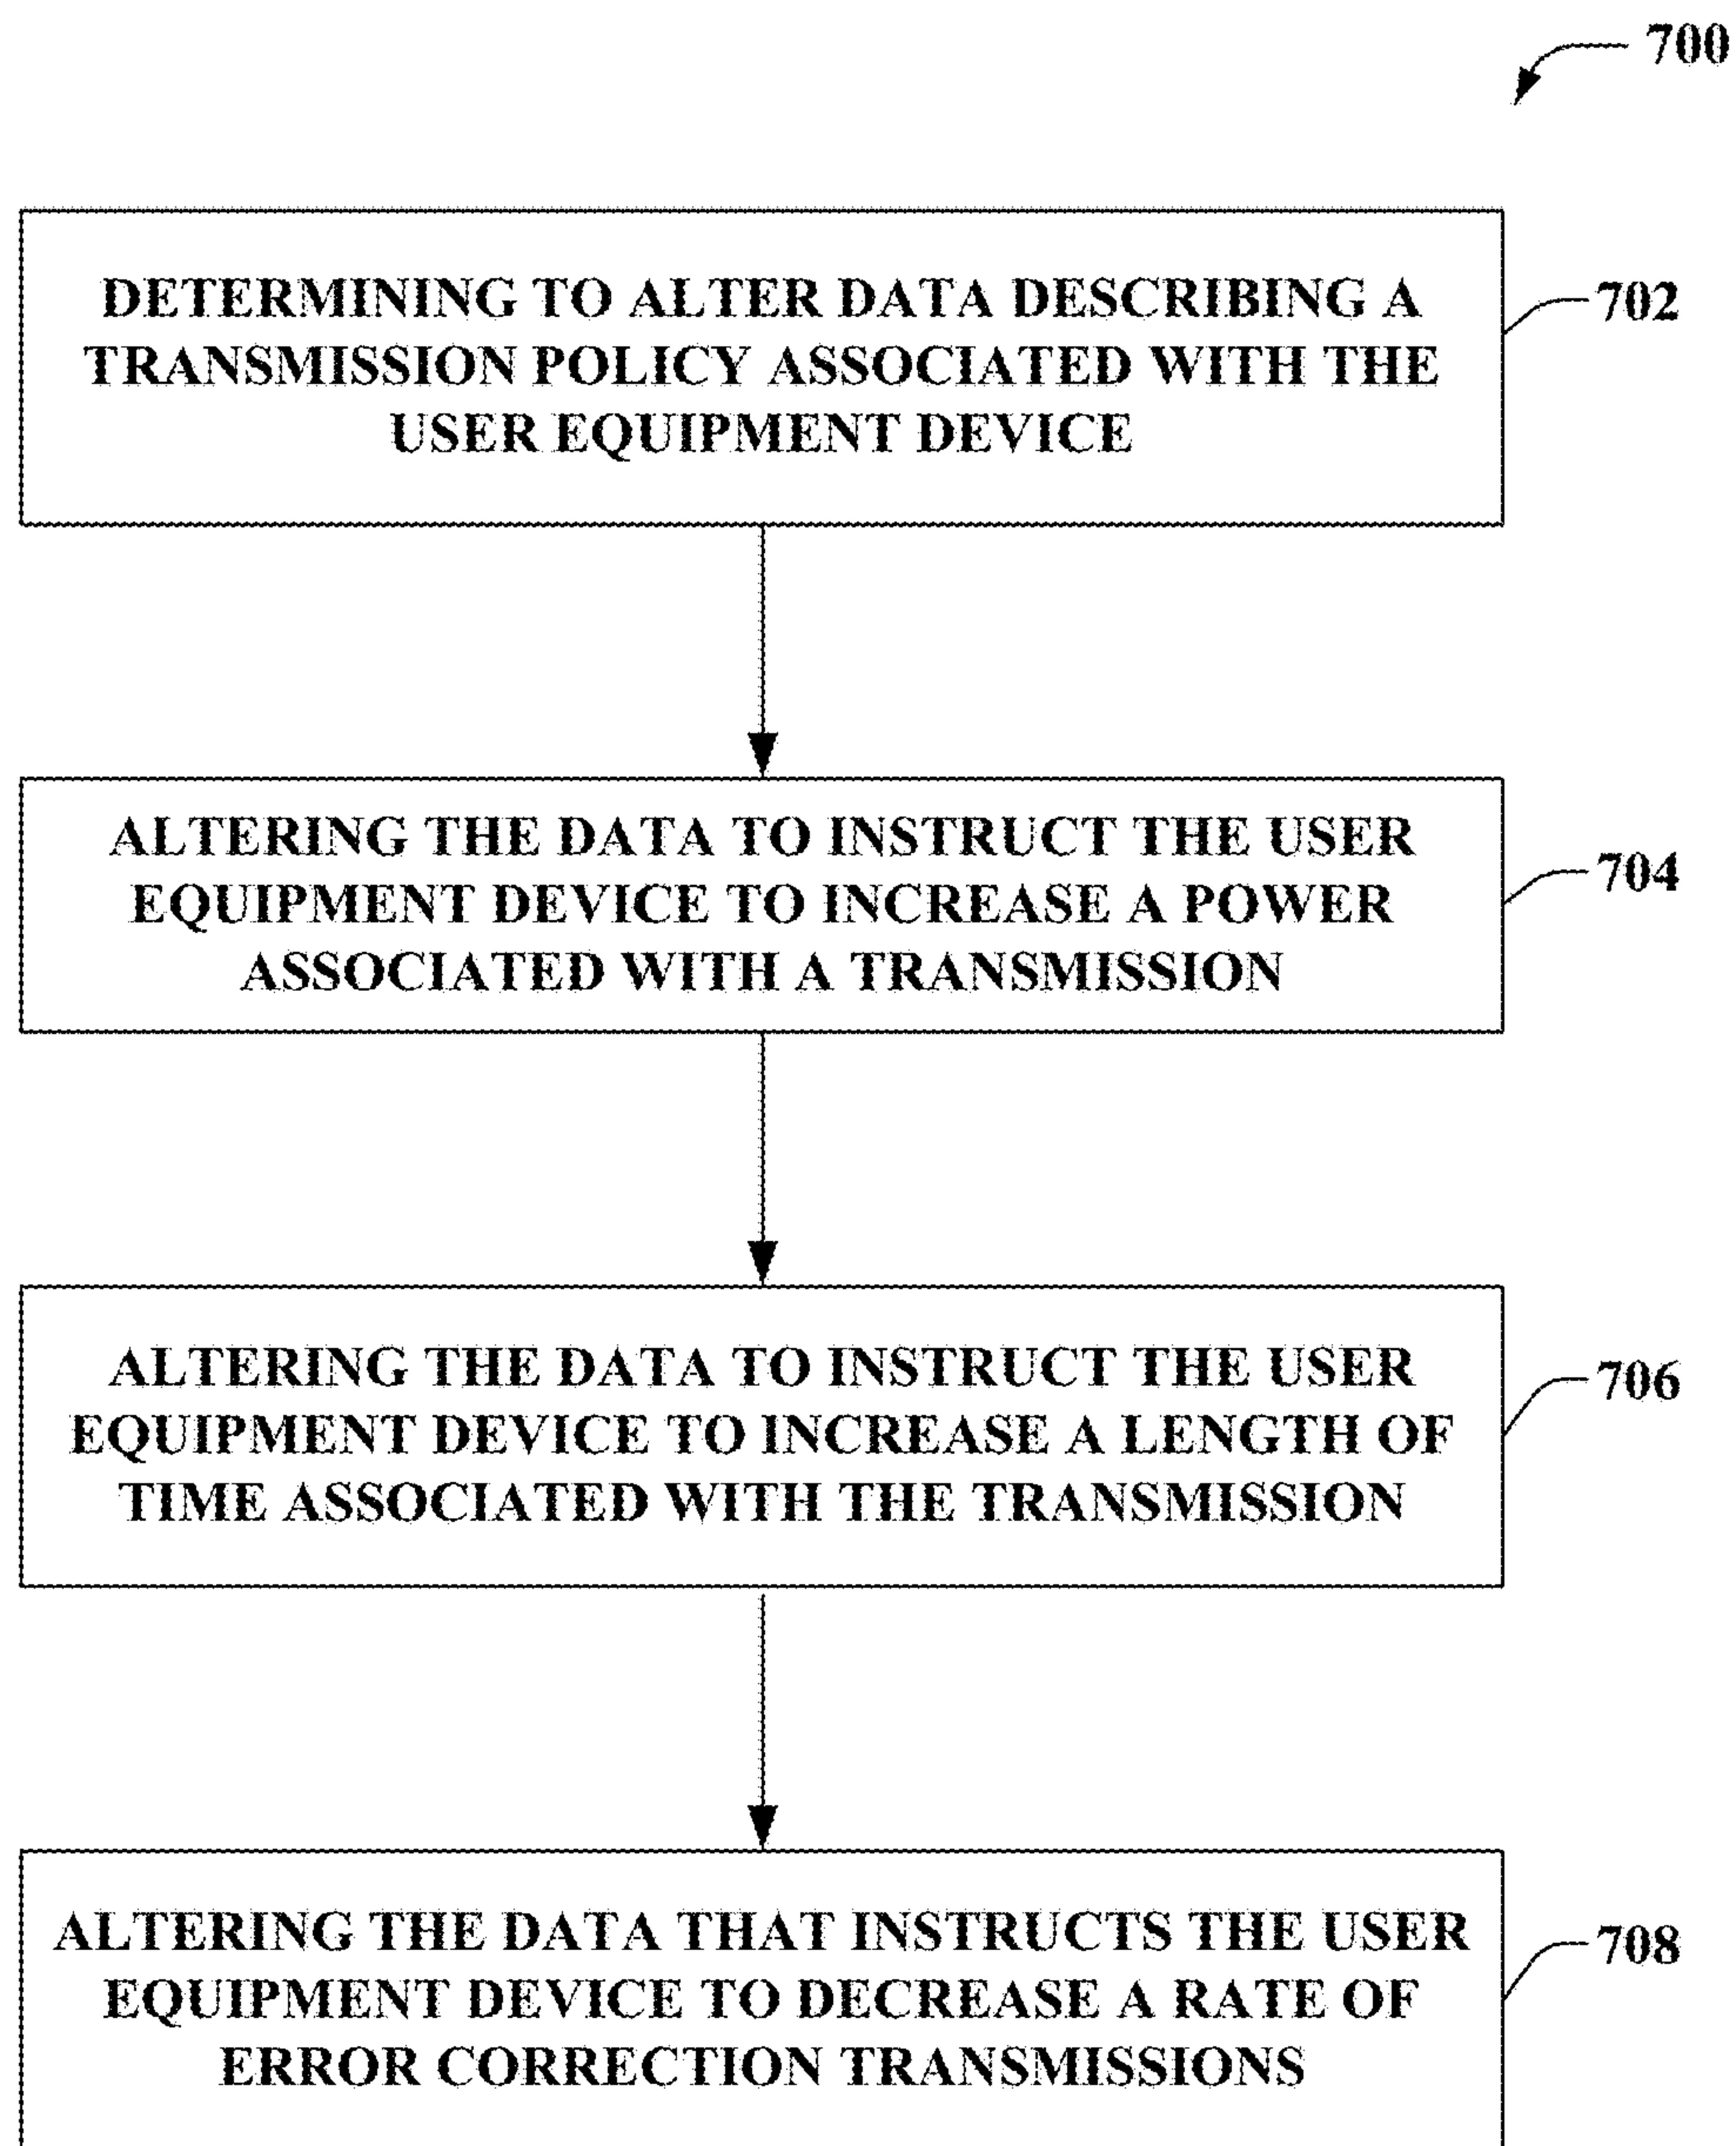 700
DETERMINING TO ALTER DATA DESCRIBING A
TRANSMISSION POLICY ASSOCIATED WITH THE
USER EQUIPMENT DEVICE
702
ALTERING THE DATA TO INSTRUCT THE USER
EQUIPMENT DEVICE TO INCREASE A POWER
ASSOCIATED WITH A TRANSMISSION
704
ALTERING THE DATA TO INSTRUCT THE USER
EQUIPMENT DEVICE TO INCREASE A LENGTH OF
TIME ASSOCIATED WITH THE TRANSMISSION
706
ALTERING THE DATA THAT INSTRUCTS THE USER
EQUIPMENT DEVICE TO DECREASE A RATE OF
ERROR CORRECTION TRANSMISSIONS
708